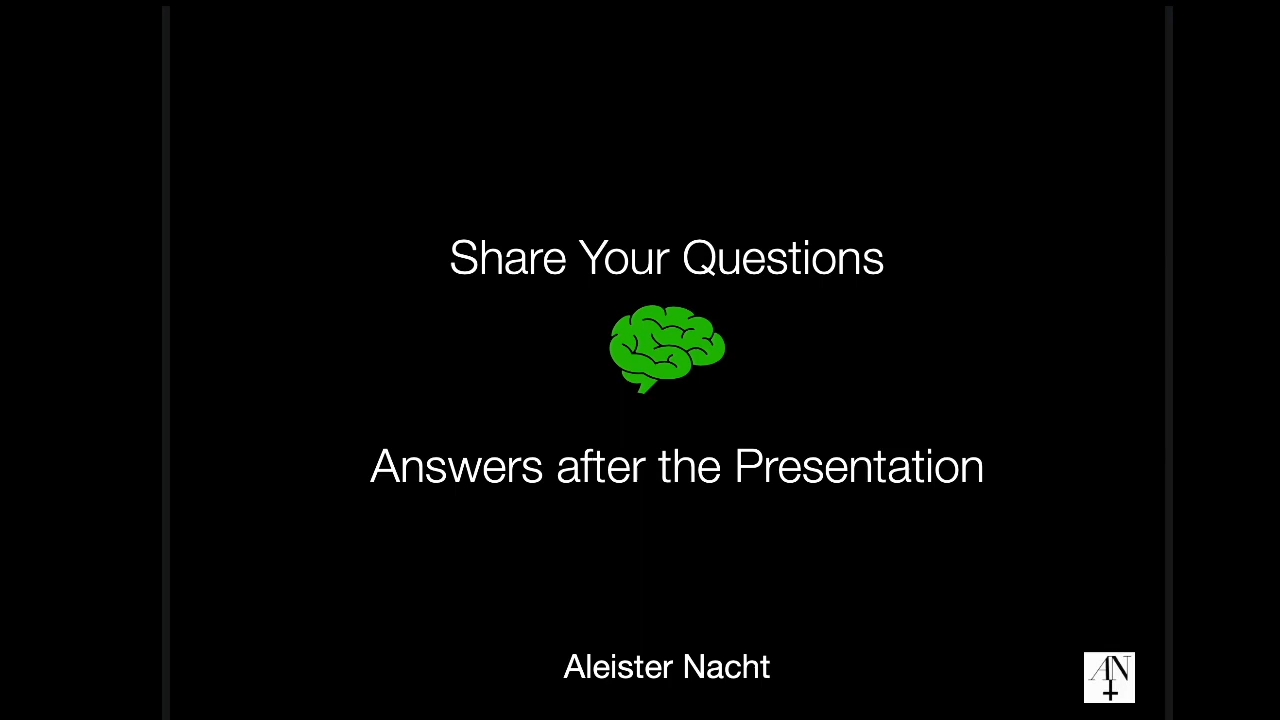 Share Your Questions
Answers after the Presentation
Aleister Nacht
AN